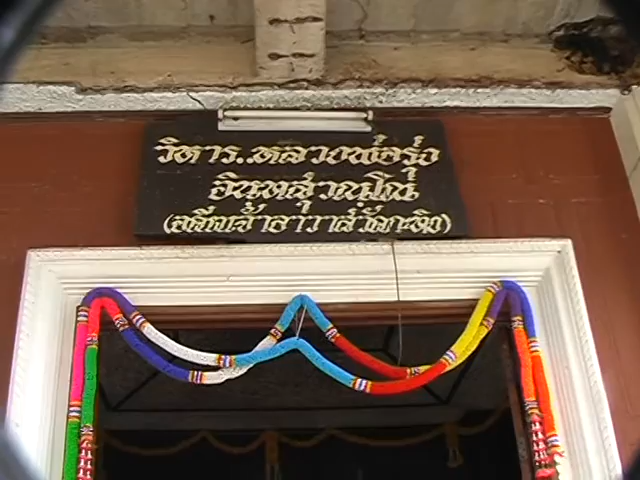 วิหาร.หลวงพ่อรุ่ง
อินฺทสุวณฺโณ
(อดีตเจ้าอาวาสวัด